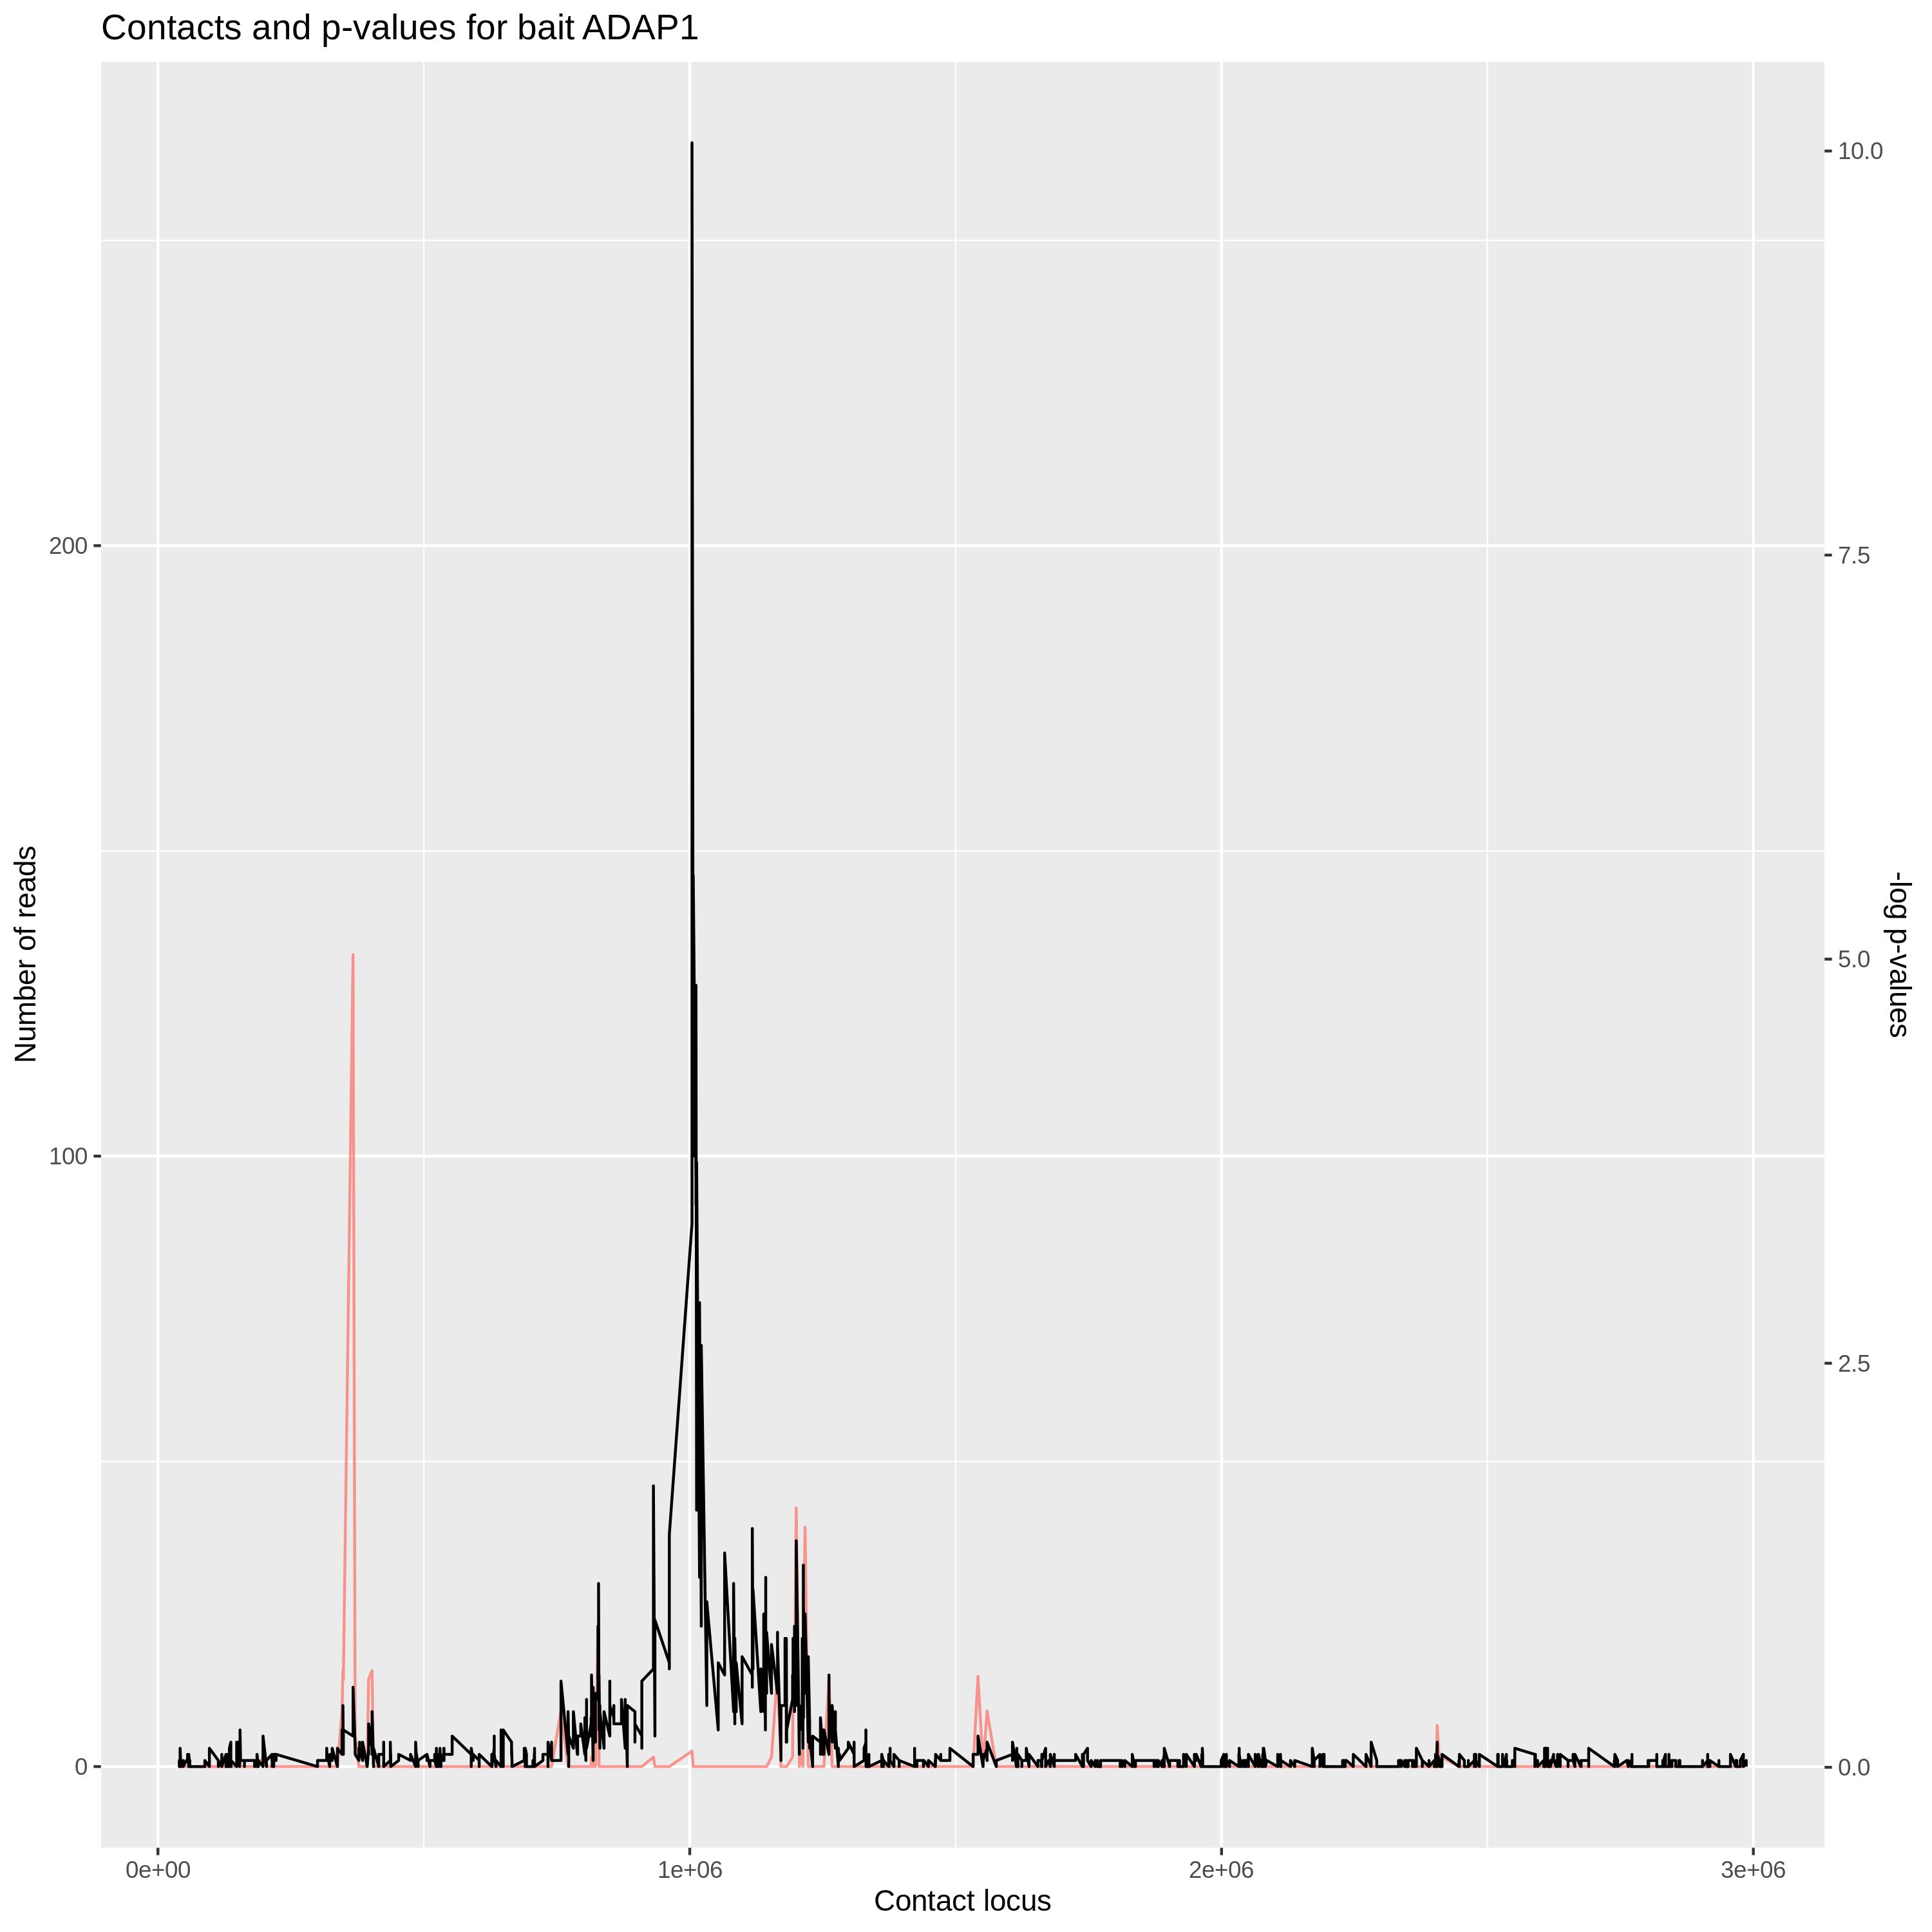 Contacts and p-values for bait ADAP1
10.0
200
7.5
Number of reads
-log p-values
5.0
100
2.5
0
0.0
0e+00 1e+06 2e+06 3e+06
Contact locus